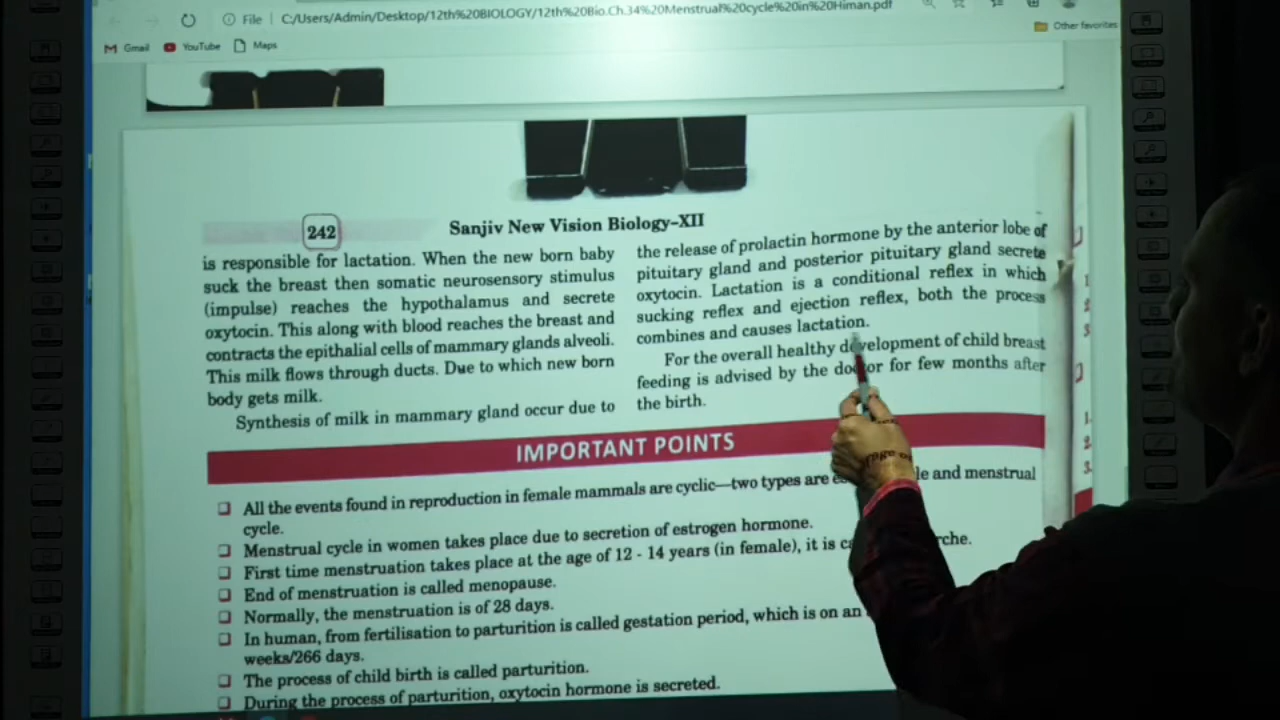 File
C:/Users/Admin/Desktop/12th%20BIOLOGY/12th%20Bio.Ch.34%20Menstrual%20cycle%20in%20Himan.pdf
Gmail
YouTube
Maps
Other favorites
242
Sanjiv New Vision Biology-XII
is responsible for lactation. When the new born baby
suck the breast then somatic neurosensory stimulus
(impulse) reaches the hypothalamus and secrete
oxytocin. This along with blood reaches the breast and
contracts the epithalial cells of mammary glands alveoli.
This milk flows through ducts. Due to which new born
body gets milk.
Synthesis of milk in mammary gland occur due to
the release of prolactin hormone by the anterior lobe of
pituitary gland and posterior pituitary gland secrete
oxytocin. Lactation is a conditional reflex in which
sucking reflex and ejection reflex, both the process
combines and causes lactation.
For the overall healthy development of child breast
feeding is advised by the doctor for few months after
the birth.
IMPORTANT POINTS
All the events found in reproduction in female mammals are cyclic—two types are and menstrual
cycle.
Menstrual cycle in women takes place due to secretion of estrogen hormone.
First time menstruation takes place at the age of 12 - 14 years (in female), it is
End of menstruation is called menopause.
Normally, the menstruation is of 28 days.
In human, from fertilisation to parturition is called gestation period, which is on an
weeks/266 days.
The process of child birth is called parturition.
During the process of parturition, oxytocin hormone is secreted.
1
2
3
1.
2.
3.